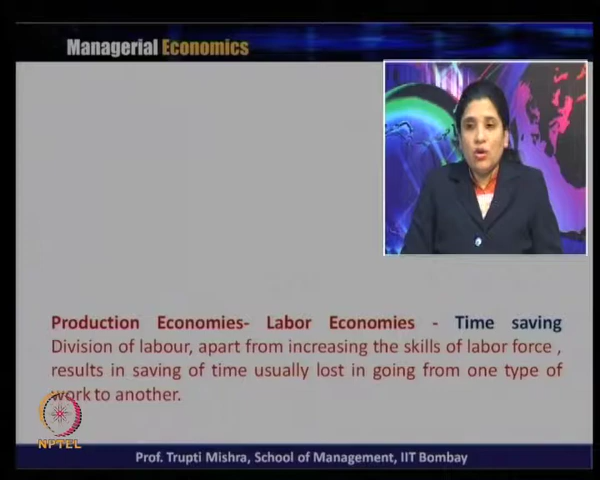 Managerial Economics
Production Economies- Labor Economies - Time saving
Division of labour, apart from increasing the skills of labor force ,
results in saving of time usually lost in going from one type of
work to another.
NPTEL
Prof. Trupti Mishra, School of Management, IIT Bombay